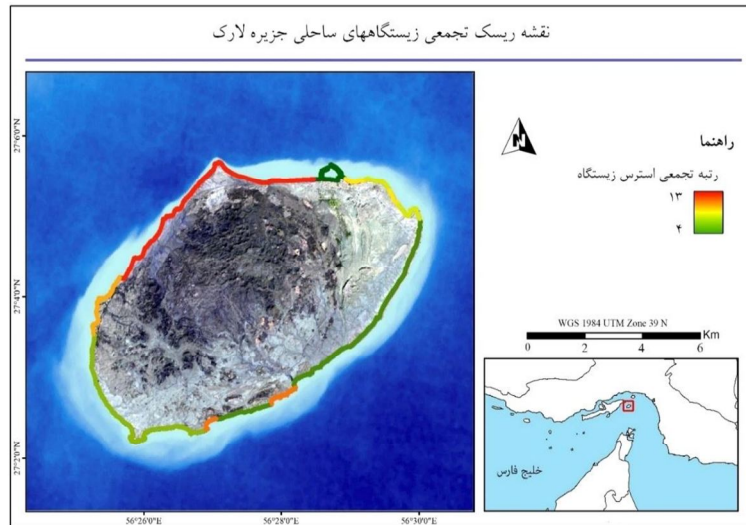 نقشه ریسک تجمعی زیستگاههای ساحلی جزیره لارک
27°6'0"N
27°4'0"N
27°2'0"N
56°26'0"E
56°28'0"E
56°30'0"E
N
راهنما
رتبه تجمعی استرس زیستگاه
۱۳
۴
WGS 1984 UTM Zone 39 N
Km
0 2 4 6
خلیج فارس